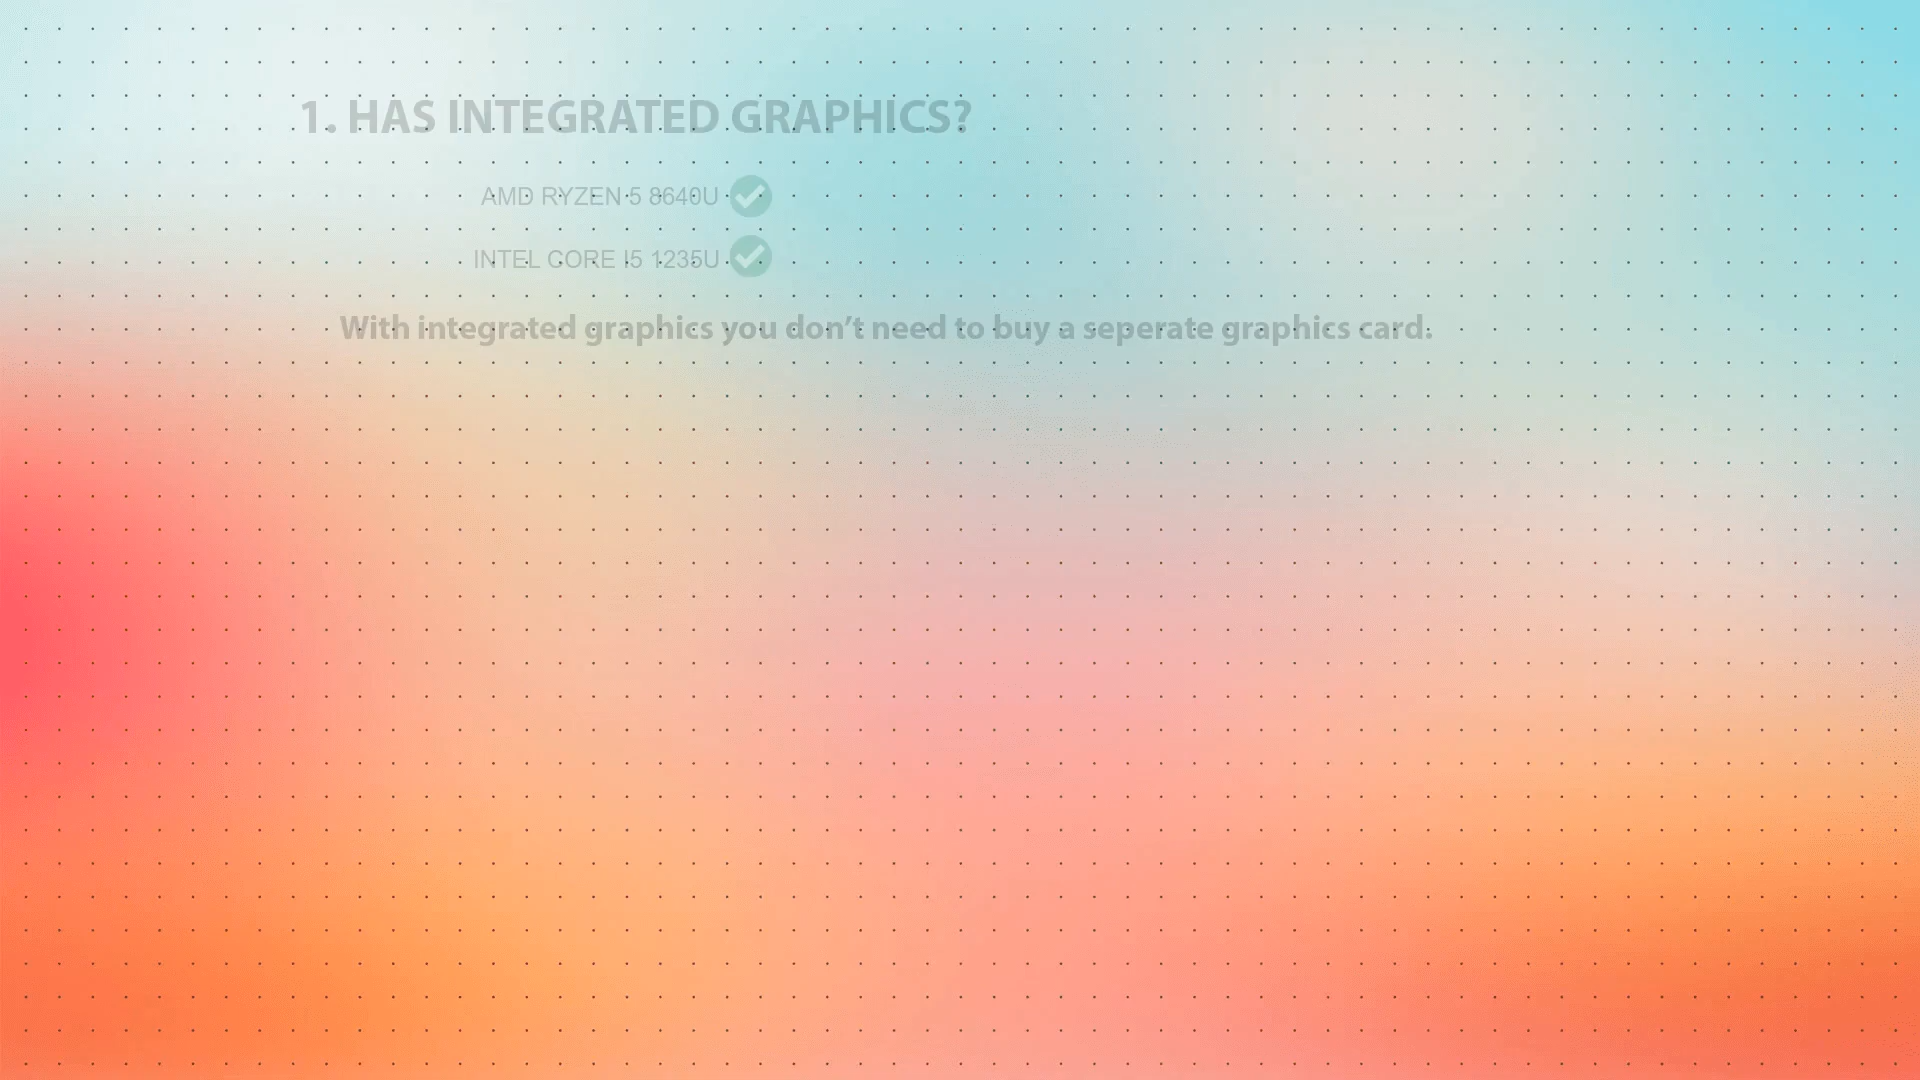 1. HAS INTEGRATED GRAPHICS?
AMD RYZEN 5 8640U
INTEL CORE I5 1235U
With integrated graphics you don’t need to buy a seperate graphics card.